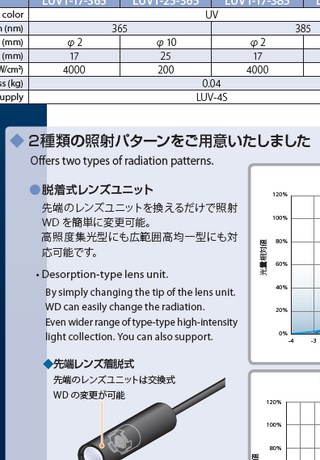 LUV1-17-365 LUV1-25-365 LUV1-17-385
color UV
(nm) 365 385
(mm) φ 2 φ 10 φ 2
(mm) 17 25 17
W/cm²) 4000 200 4000
(kg) 0.04
supply LUV-4S
◆ 2種類の照射パターンをご用意いたしました
Offers two types of radiation patterns.
●脱着式レンズユニット
先端のレンズユニットを換えるだけで照射
WDを簡単に変更可能。
高照度集光型にも広範囲高均一型にも対
応可能です。
• Desorption-type lens unit.
By simply changing the tip of the lens unit.
WD can easily change the radiation.
Even wider range of type-type high-intensity
light collection. You can also support.
◆先端レンズ着脱式
先端のレンズユニットは交換式
WDの変更が可能
120%
100%
80%
60%
40%
20%
0%
-4 -3
光量相対値
120%
100%
80%